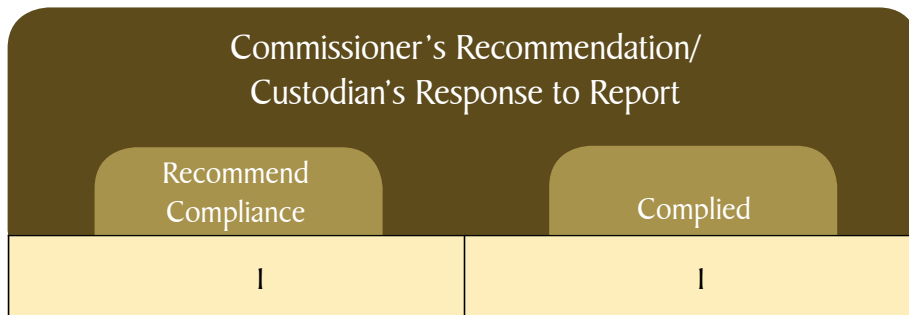 Commissioner's Recommendation/
Custodian's Response to Report
Recommend
Compliance
Complied
1
1